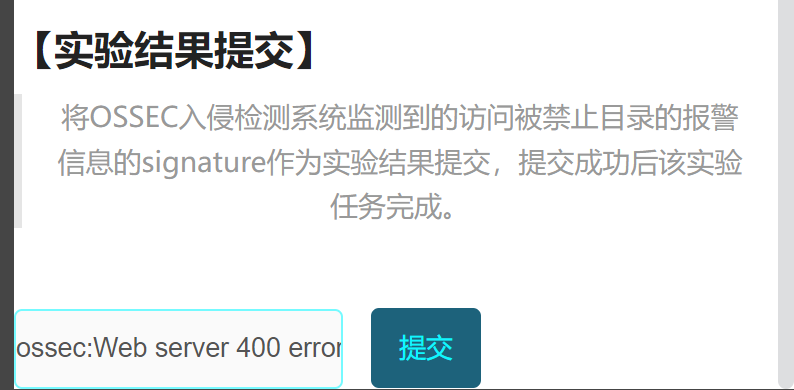 【实验结果提交】
将OSSEC入侵检测系统监测到的访问被禁止目录的报警
信息的signature作为实验结果提交，提交成功后该实验
任务完成。
ossec:Web server 400 error
提交